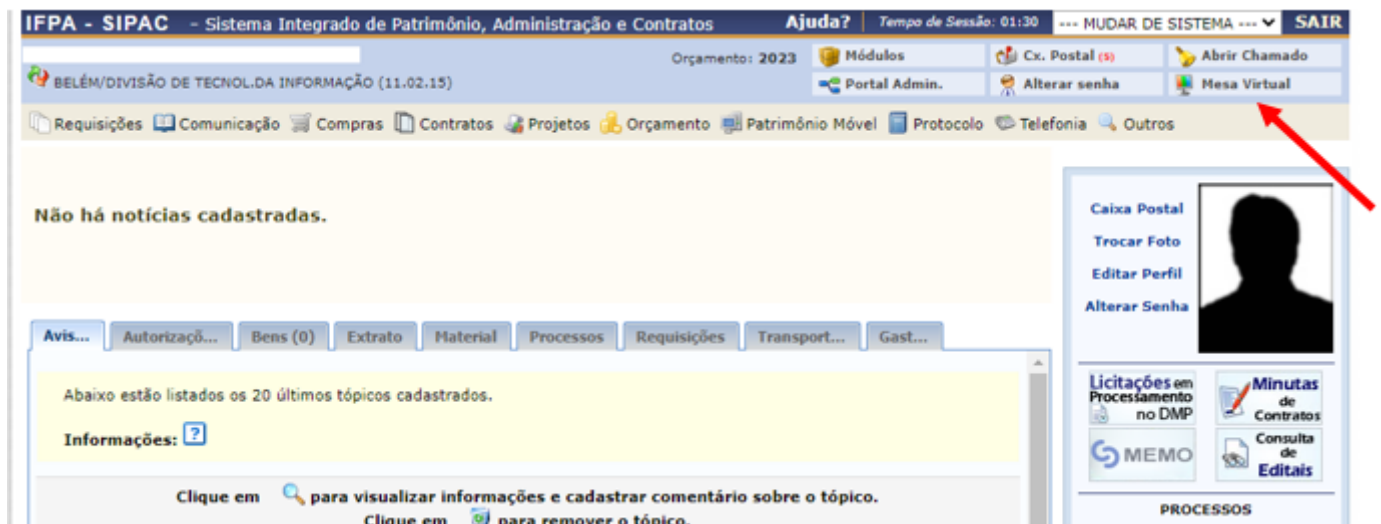 IFPA - SIPAC - Sistema Integrado de Patrimônio, Administração e Contratos Ajuda? Tempo de Sessão: 01:30 --- MUDAR DE SISTEMA --- SAIR
Orçamento: 2023 Módulos Cx. Postal (5) Abrir Chamado
BELÉM/DIVISÃO DE TECNOL.DA INFORMAÇÃO (11.02.15) Portal Admin. Alterar senha Mesa Virtual
Requisições Comunicação Compras Contratos Projetos Orçamento Patrimônio Móvel Protocolo Telefonia Outros
Não há notícias cadastradas.
Caixa Postal
Trocar Foto
Editar Perfil
Alterar Senha
Avis... Autorizaçõ... Bens (0) Extrato Material Processos Requisições Transport... Gast...
Abaixo estão listados os 20 últimos tópicos cadastrados.
Informações: ?
Clique em para visualizar informações e cadastrar comentário sobre o tópico.
Clique em para remover o tópico.
Licitações em
Processamento
no DMP
Minutas
de
Contratos
MEMO
Consulta
de
Editais
PROCESSOS